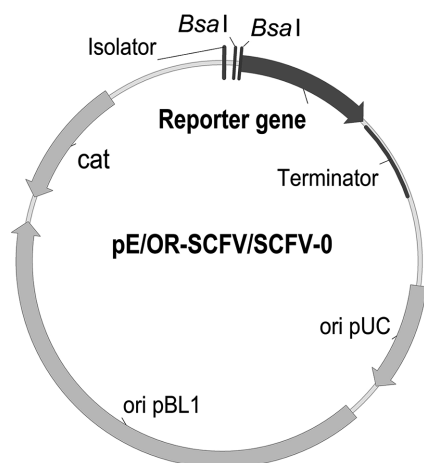 Isolator
BsaI
BsaI
Reporter gene
cat
Terminator
pE/OR-SCFV/SCFV-0
ori pUC
ori pBL1